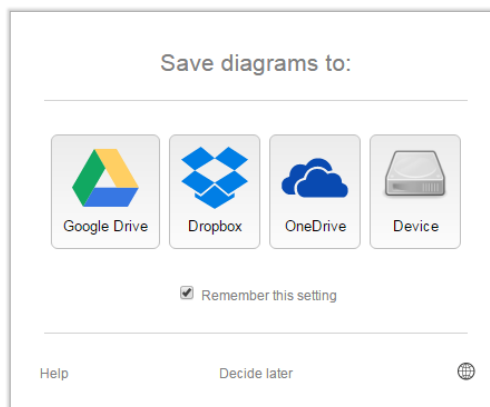 Save diagrams to:
Google Drive Dropbox OneDrive Device
Remember this setting
Help Decide later